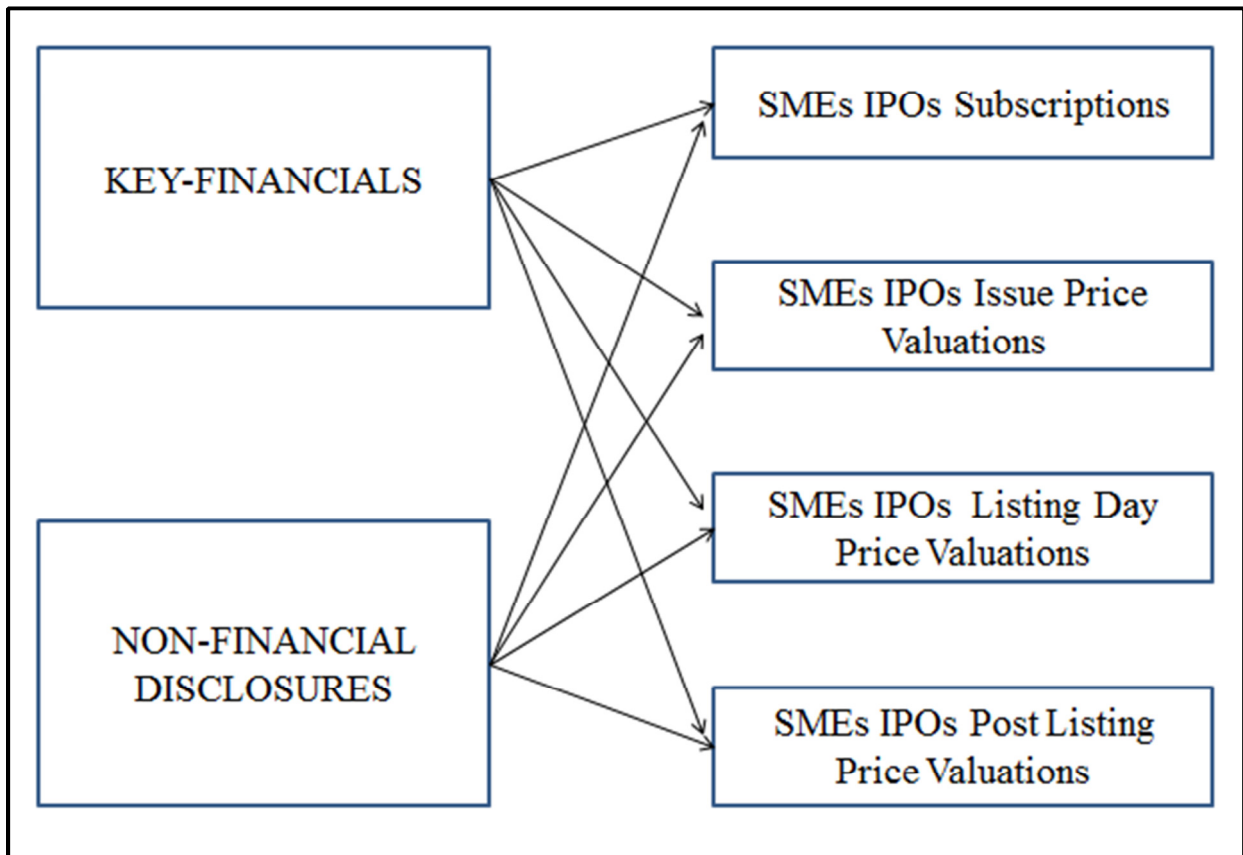 KEY-FINANCIALS
NON-FINANCIAL
DISCLOSURES
SMEs IPOs Subscriptions
SMEs IPOs Issue Price
Valuations
SMEs IPOs Listing Day
Price Valuations
SMEs IPOs Post Listing
Price Valuations